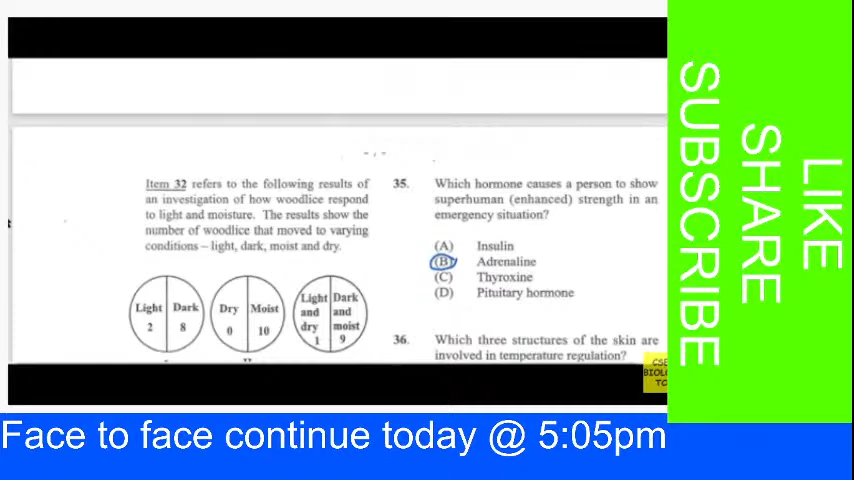 Item 32 refers to the following results of
an investigation of how woodlice respond
to light and moisture. The results show the
number of woodlice that moved to varying
conditions – light, dark, moist and dry.
Light
2
Dark
8
Dry
0
Moist
10
Light
and
dry
1
Dark
and
moist
9
35. Which hormone causes a person to show
superhuman (enhanced) strength in an
emergency situation?
(A) Insulin
(B) Adrenaline
(C) Thyroxine
(D) Pituitary hormone
36. Which three structures of the skin are
involved in temperature regulation?
LIKE
SHARE
SUBSCRIBE
Face to face continue today @ 5:05pm